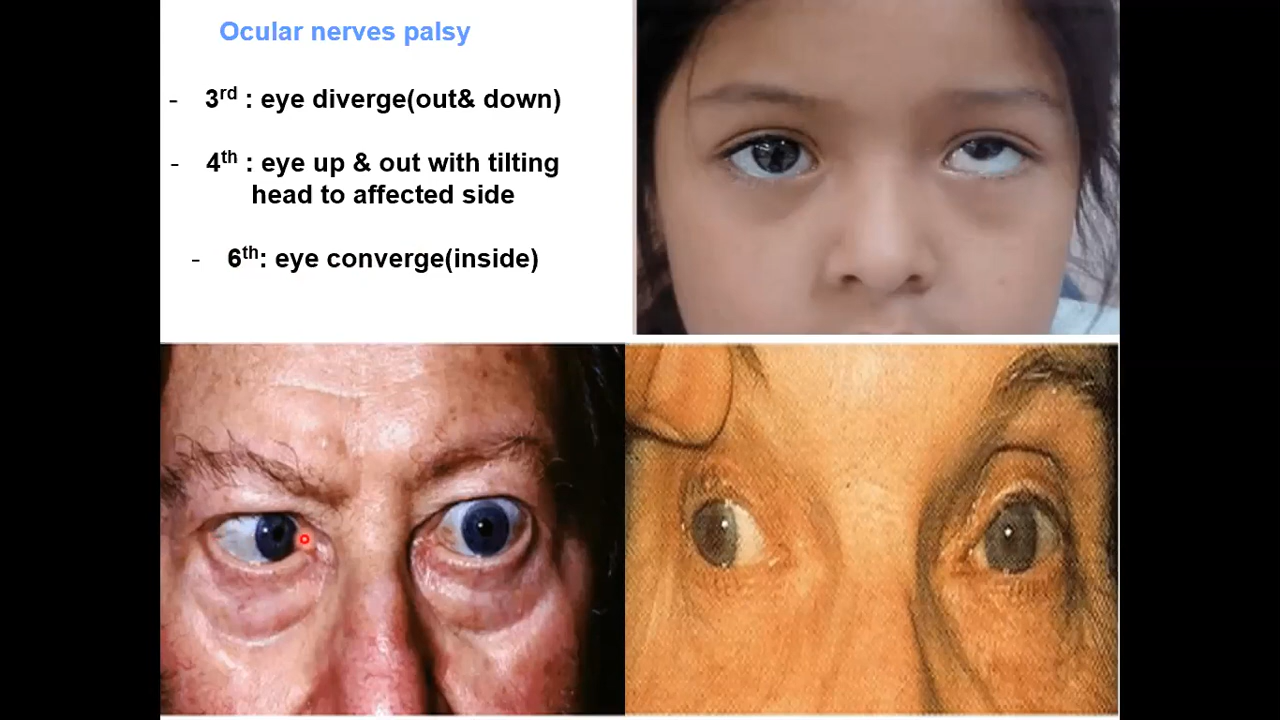 Ocular nerves palsy
- 3rd : eye diverge(out& down)
- 4th : eye up & out with tilting
head to affected side
- 6th: eye converge(inside)